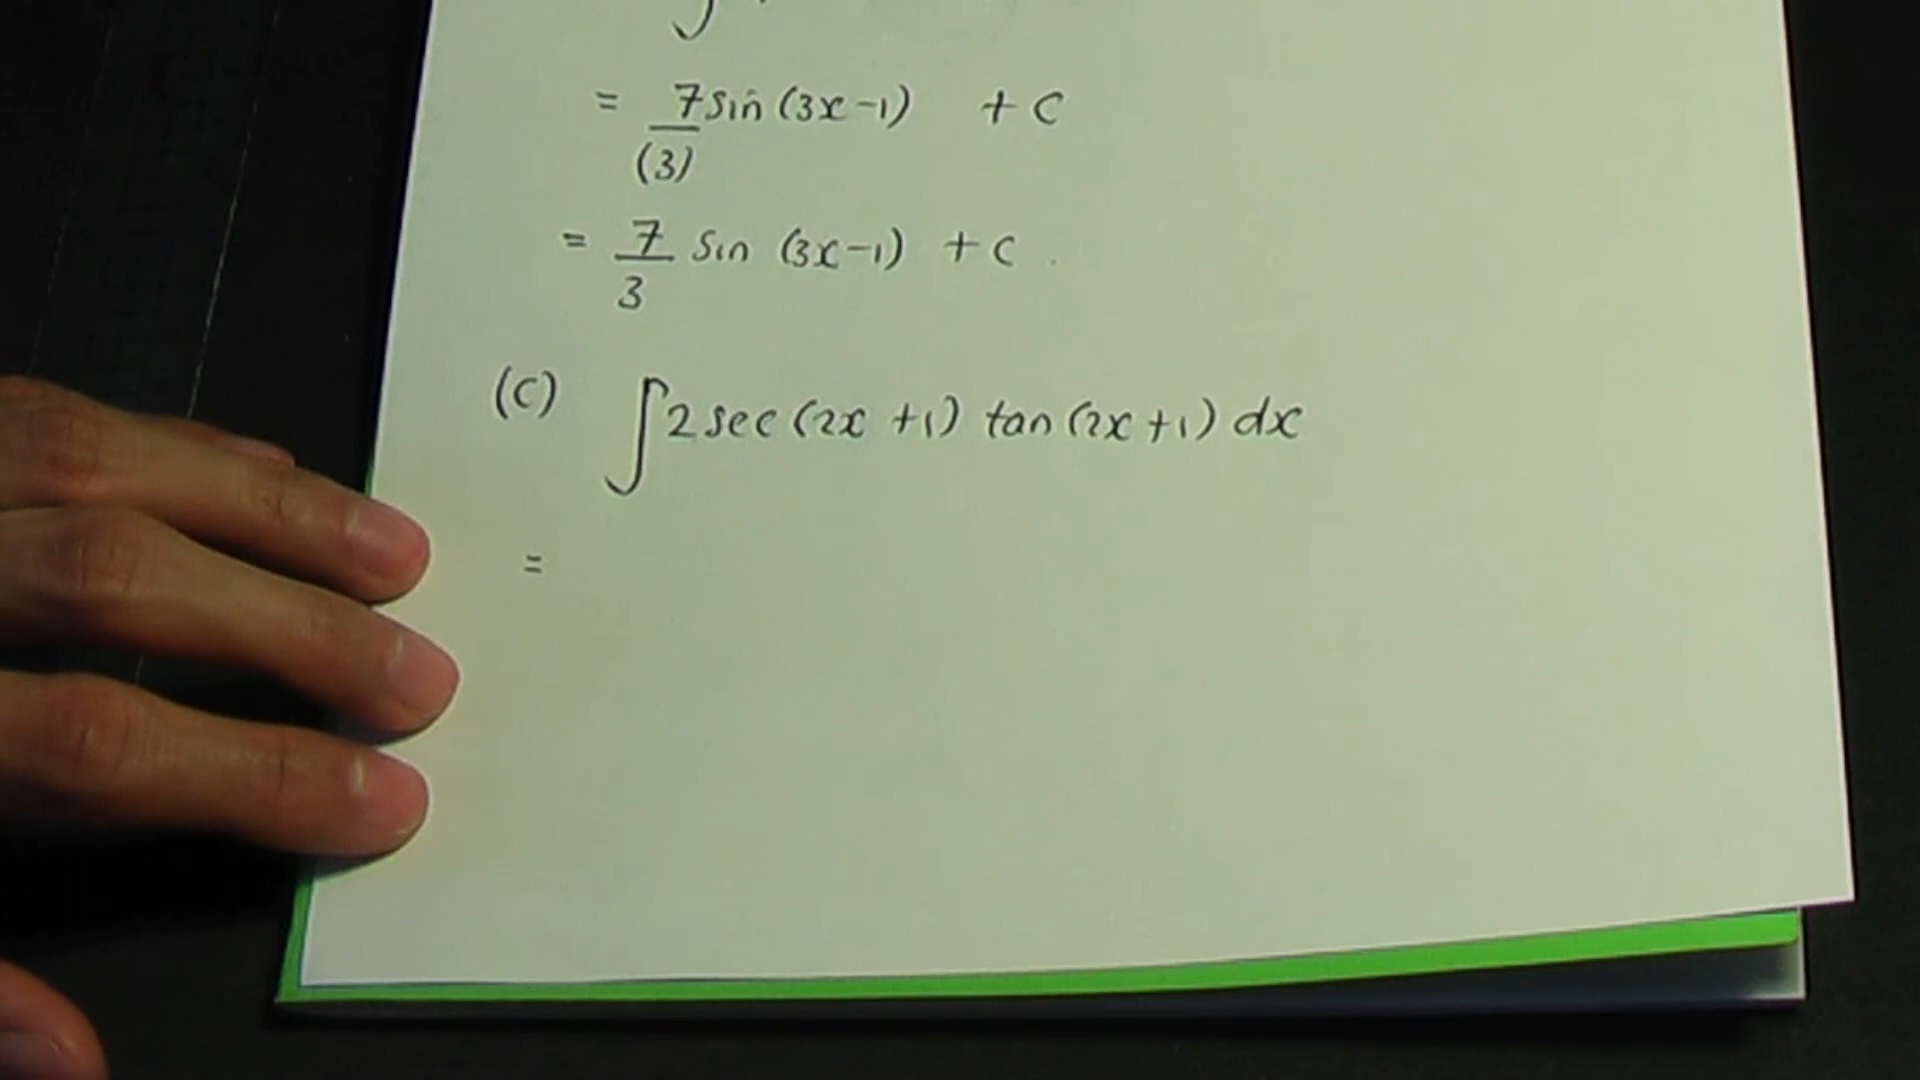 = 7 sin (3x-1) + C
(3)
= 7 sin (3x-1) + C .
3
(C) ∫ 2 sec (2x +1) tan (2x +1) dx
=